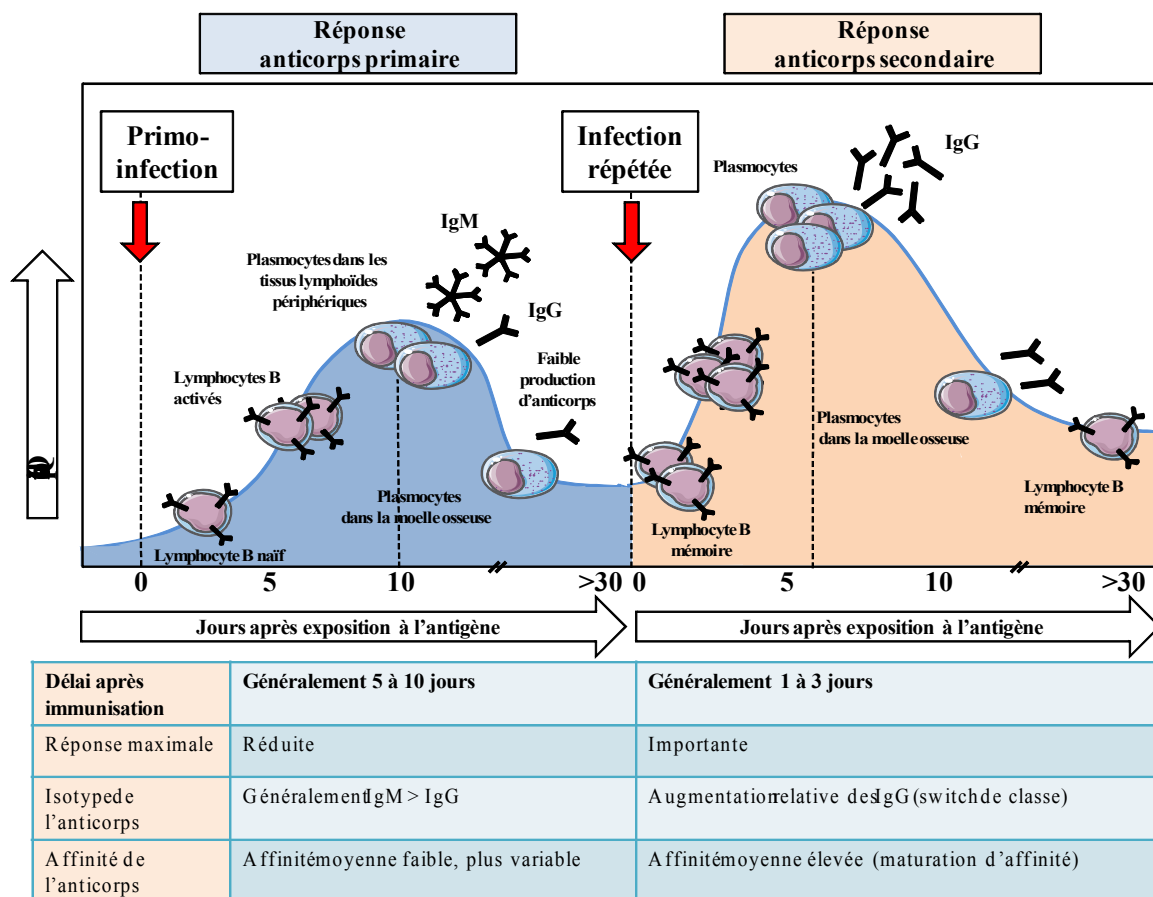 Réponse
anticorps primaire
Réponse
anticorps secondaire
Primo-
infection
Infection
répétée
IgG
Plasmocytes
IgM
Plasmocytes dans les
tissus lymphoïdes
périphériques
IgG
Faible
production
d'anticorps
Lymphocytes B
activés
Plasmocytes
dans la moelle osseuse
Plasmocytes
dans la moelle osseuse
Lymphocyte B
mémoire
Lymphocyte B
mémoire
Lymphocyte B naïf
0 5 10 >30 0 5 10 >30
Jours après exposition à l'antigène
Jours après exposition à l'antigène
Délai après
immunisation
Généralement 5 à 10 jours
Généralement 1 à 3 jours
Réponse maximale
Réduite
Importante
Isotype de
l'anticorps
Généralement IgM > IgG
Augmentation relative des IgG (switch de classe)
Affinité de
l'anticorps
Affinité moyenne faible, plus variable
Affinité moyenne élevée (maturation d'affinité)